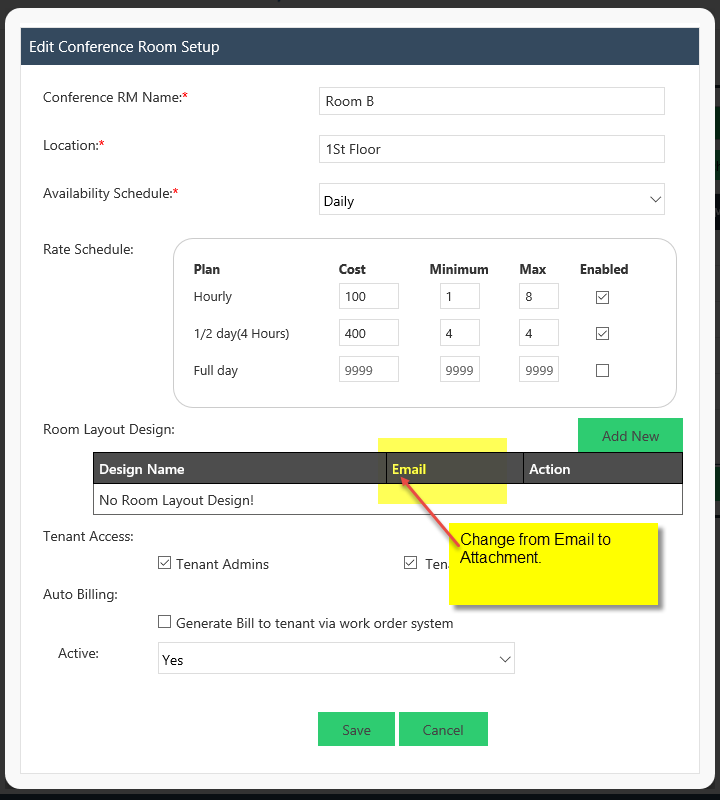 Edit Conference Room Setup
Conference RM Name:* Room B
Location:* 1St Floor
Availability Schedule:* Daily
Rate Schedule:
Plan Cost Minimum Max Enabled
Hourly 100 1 8
1/2 day(4 Hours) 400 4 4
Full day 9999 9999 9999
Room Layout Design:
Add New
Design Name Email Action
No Room Layout Design!
Change from Email to
Attachment.
Tenant Access:
Tenant Admins
Auto Billing:
Generate Bill to tenant via work order system
Active: Yes
Save Cancel